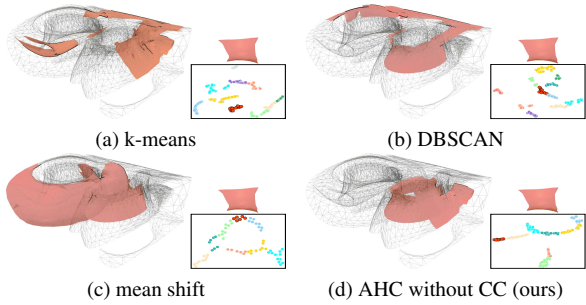 (a) k-means
(b) DBSCAN
(c) mean shift
(d) AHC without CC (ours)